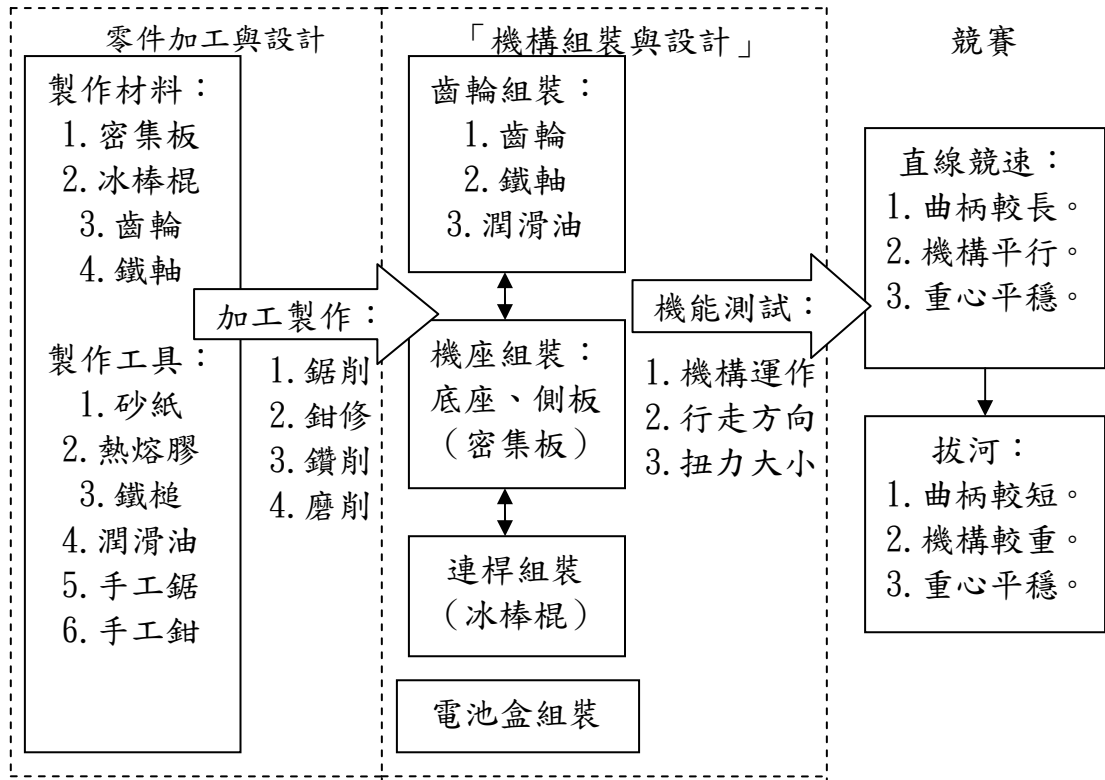 零件加工與設計
製作材料：
1.密集板
2.冰棒棍
3.齒輪
4.鐵軸
製作工具：
1.砂紙
2.熱熔膠
3.鐵槌
4.潤滑油
5.手工鋸
6.手工鉗
加工製作：
1.鋸削
2.鉗修
3.鑽削
4.磨削
「機構組裝與設計」
齒輪組裝：
1.齒輪
2.鐵軸
3.潤滑油
機座組裝：
底座、側板
（密集板）
連桿組裝
（冰棒棍）
電池盒組裝
機能測試：
1.機構運作
2.行走方向
3.扭力大小
競賽
直線競速：
1.曲柄較長。
2.機構平行。
3.重心平穩。
拔河：
1.曲柄較短。
2.機構較重。
3.重心平穩。